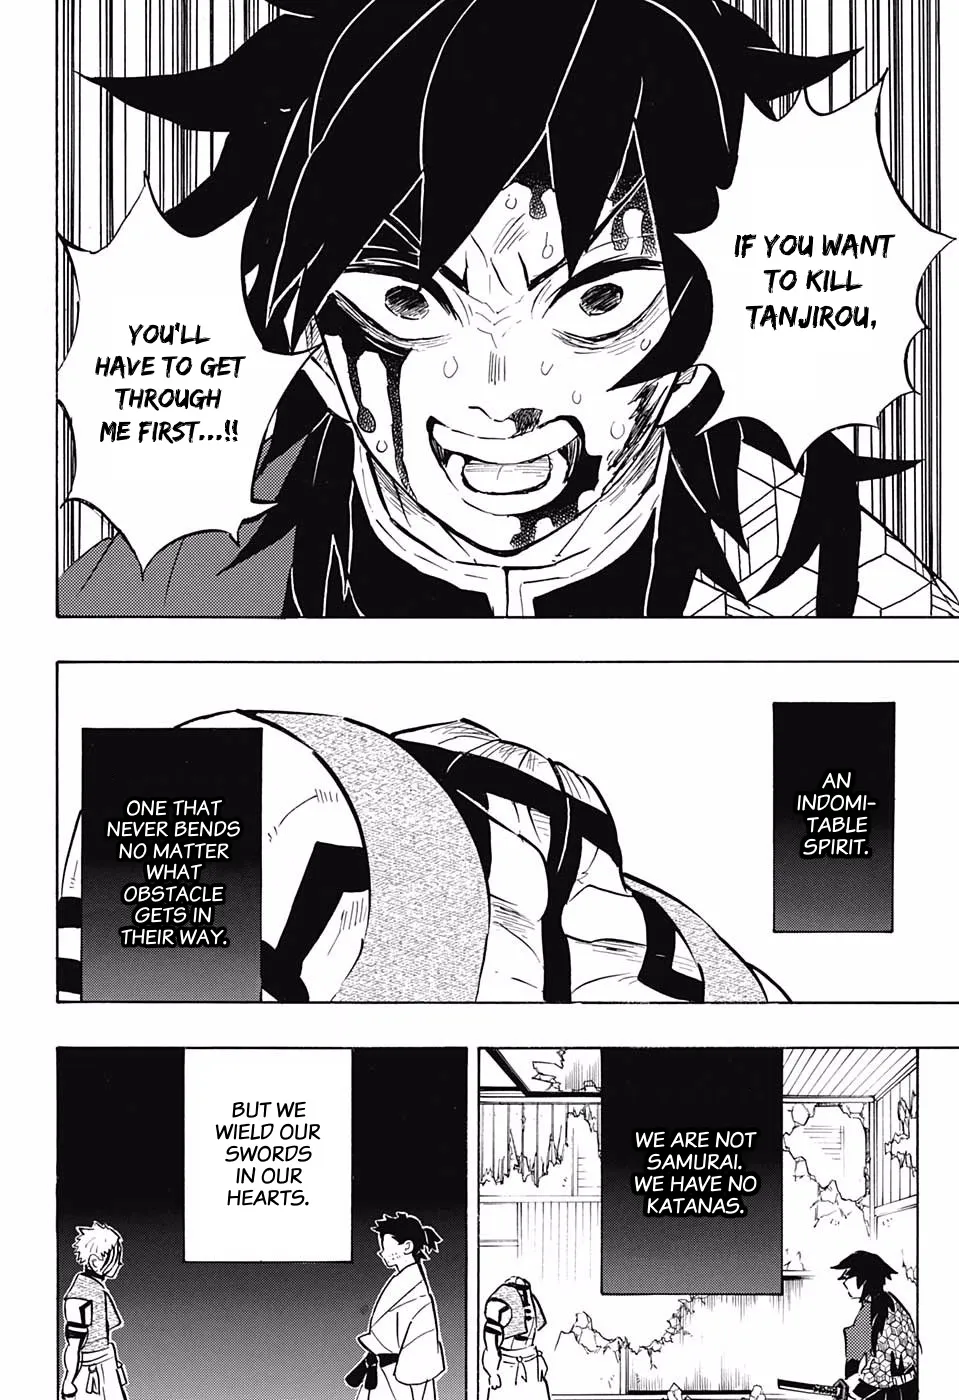 IF YOU WANT
TO KILL
TANJIROU,
YOU'LL
HAVE TO GET
THROUGH
ME FIRST...!!
AN
INDOMI-
TABLE
SPIRIT.
ONE THAT
NEVER BENDS
NO MATTER
WHAT
OBSTACLE
GETS IN
THEIR WAY.
WE ARE NOT
SAMURAI.
WE HAVE NO
KATANAS.
BUT WE
WIELD OUR
SWORDS
IN OUR
HEARTS.